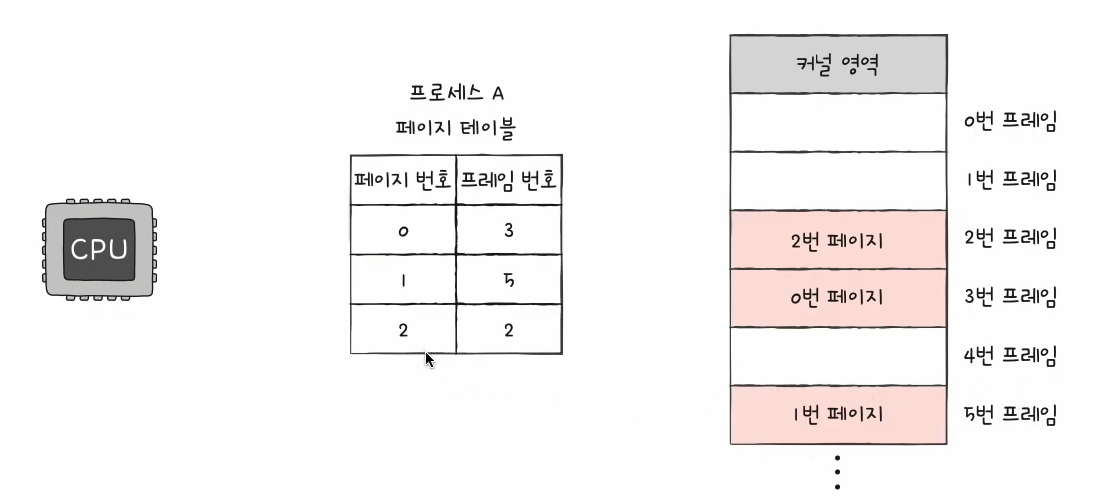 CPU
프로세스 A
페이지 테이블
페이지 번호 프레임 번호
0 3
1 5
2 2
커널 영역
0번 프레임
1번 프레임
2번 페이지 2번 프레임
0번 페이지 3번 프레임
4번 프레임
1번 페이지 5번 프레임